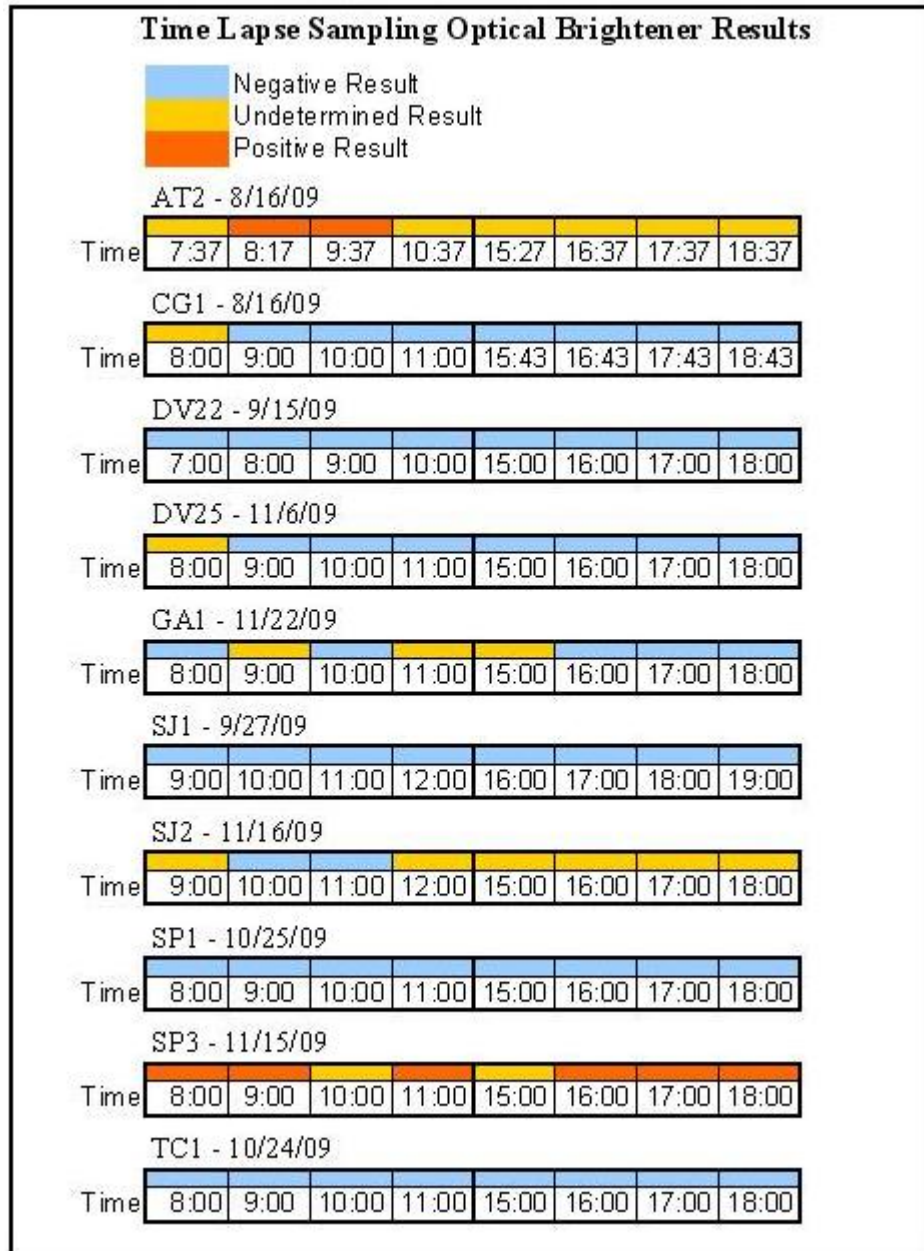 Time Lapse Sampling Optical Brightener Results
Negative Result
Undetermined Result
Positive Result
AT2 - 8/16/09
Time 7:37 8:17 9:37 10:37 15:27 16:37 17:37 18:37
CG1 - 8/16/09
Time 8:00 9:00 10:00 11:00 15:43 16:43 17:43 18:43
DV22 - 9/15/09
Time 7:00 8:00 9:00 10:00 15:00 16:00 17:00 18:00
DV25 - 11/6/09
Time 8:00 9:00 10:00 11:00 15:00 16:00 17:00 18:00
GA1 - 11/22/09
Time 8:00 9:00 10:00 11:00 15:00 16:00 17:00 18:00
SJ1 - 9/27/09
Time 9:00 10:00 11:00 12:00 16:00 17:00 18:00 19:00
SJ2 - 11/16/09
Time 9:00 10:00 11:00 12:00 15:00 16:00 17:00 18:00
SP1 - 10/25/09
Time 8:00 9:00 10:00 11:00 15:00 16:00 17:00 18:00
SP3 - 11/15/09
Time 8:00 9:00 10:00 11:00 15:00 16:00 17:00 18:00
TC1 - 10/24/09
Time 8:00 9:00 10:00 11:00 15:00 16:00 17:00 18:00